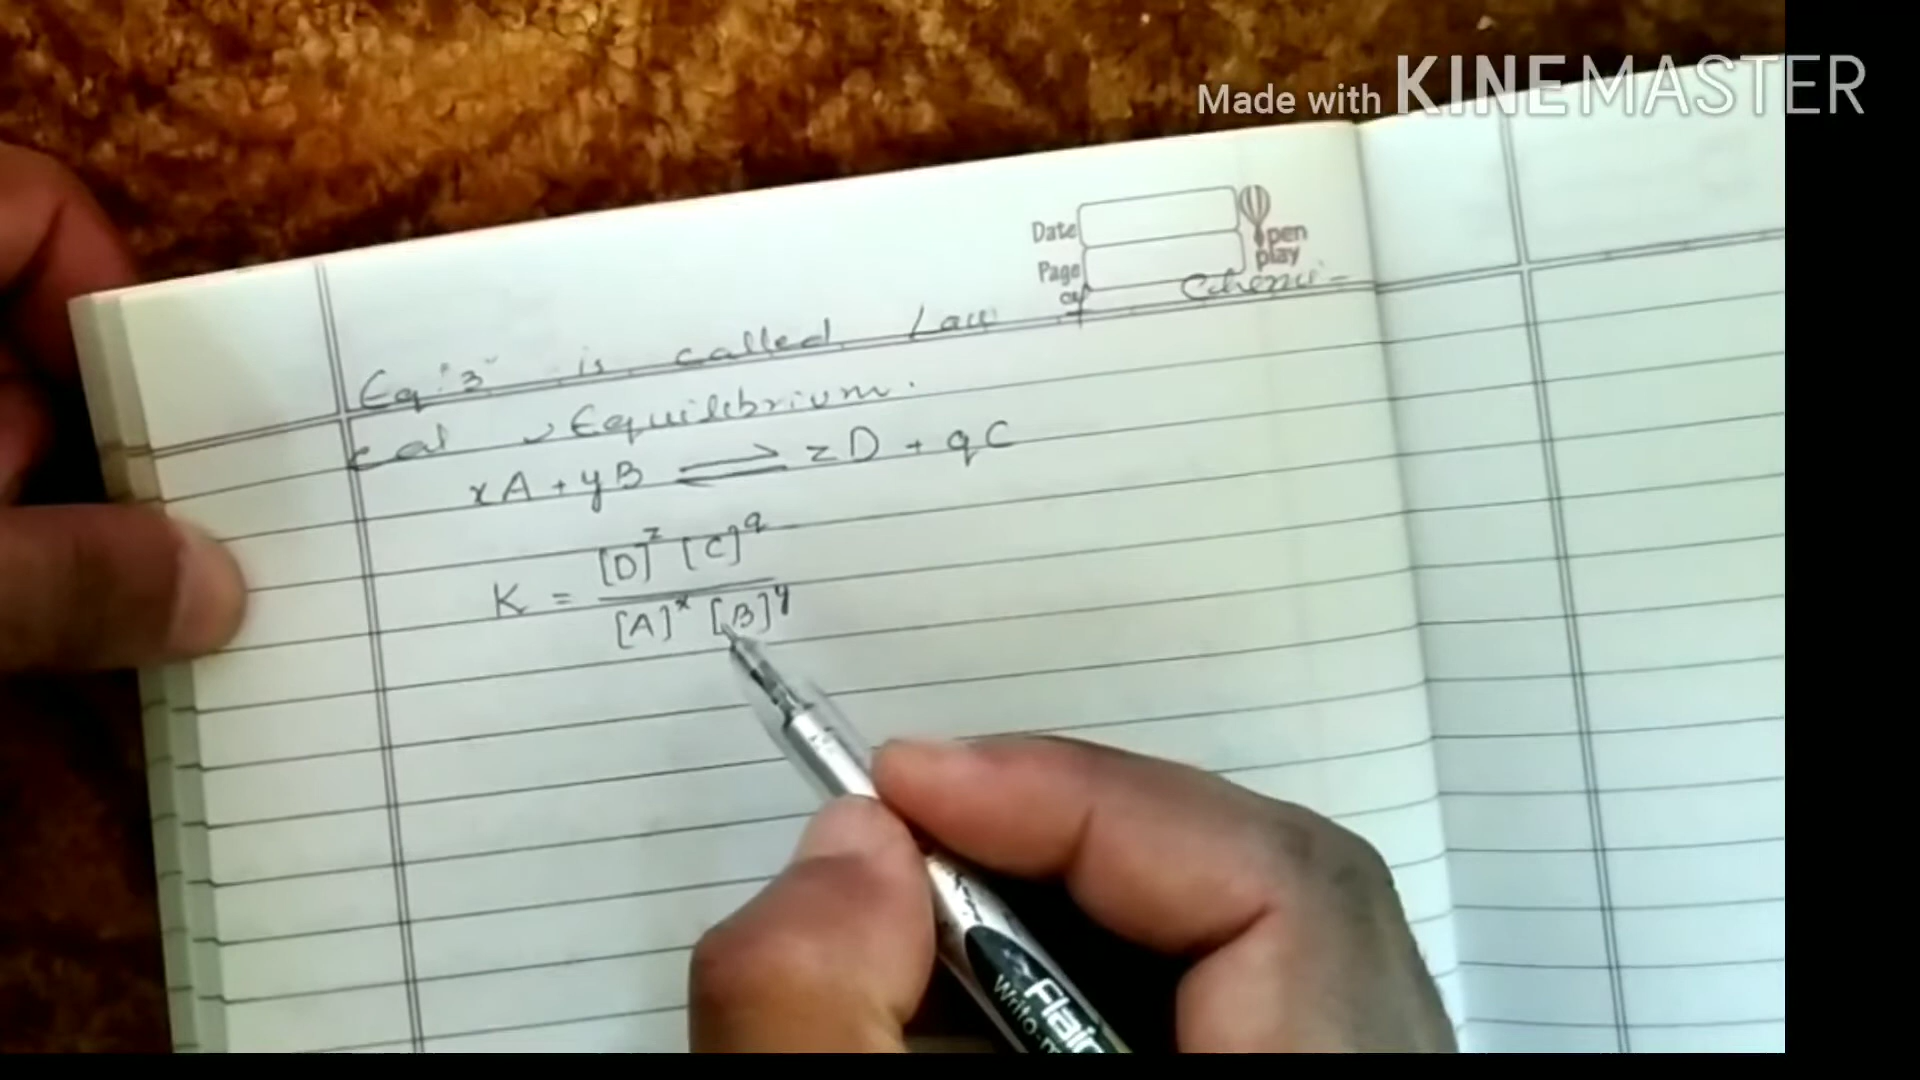 Made with KINEMASTER
Date
Page
open play
Eq. "3" is called Law of Chemi-
cal Equilibrium.
xA + yB ⇌ zD + qC
K = [D]^z [C]^q / [A]^x [B]^y
Flair
Writo-m